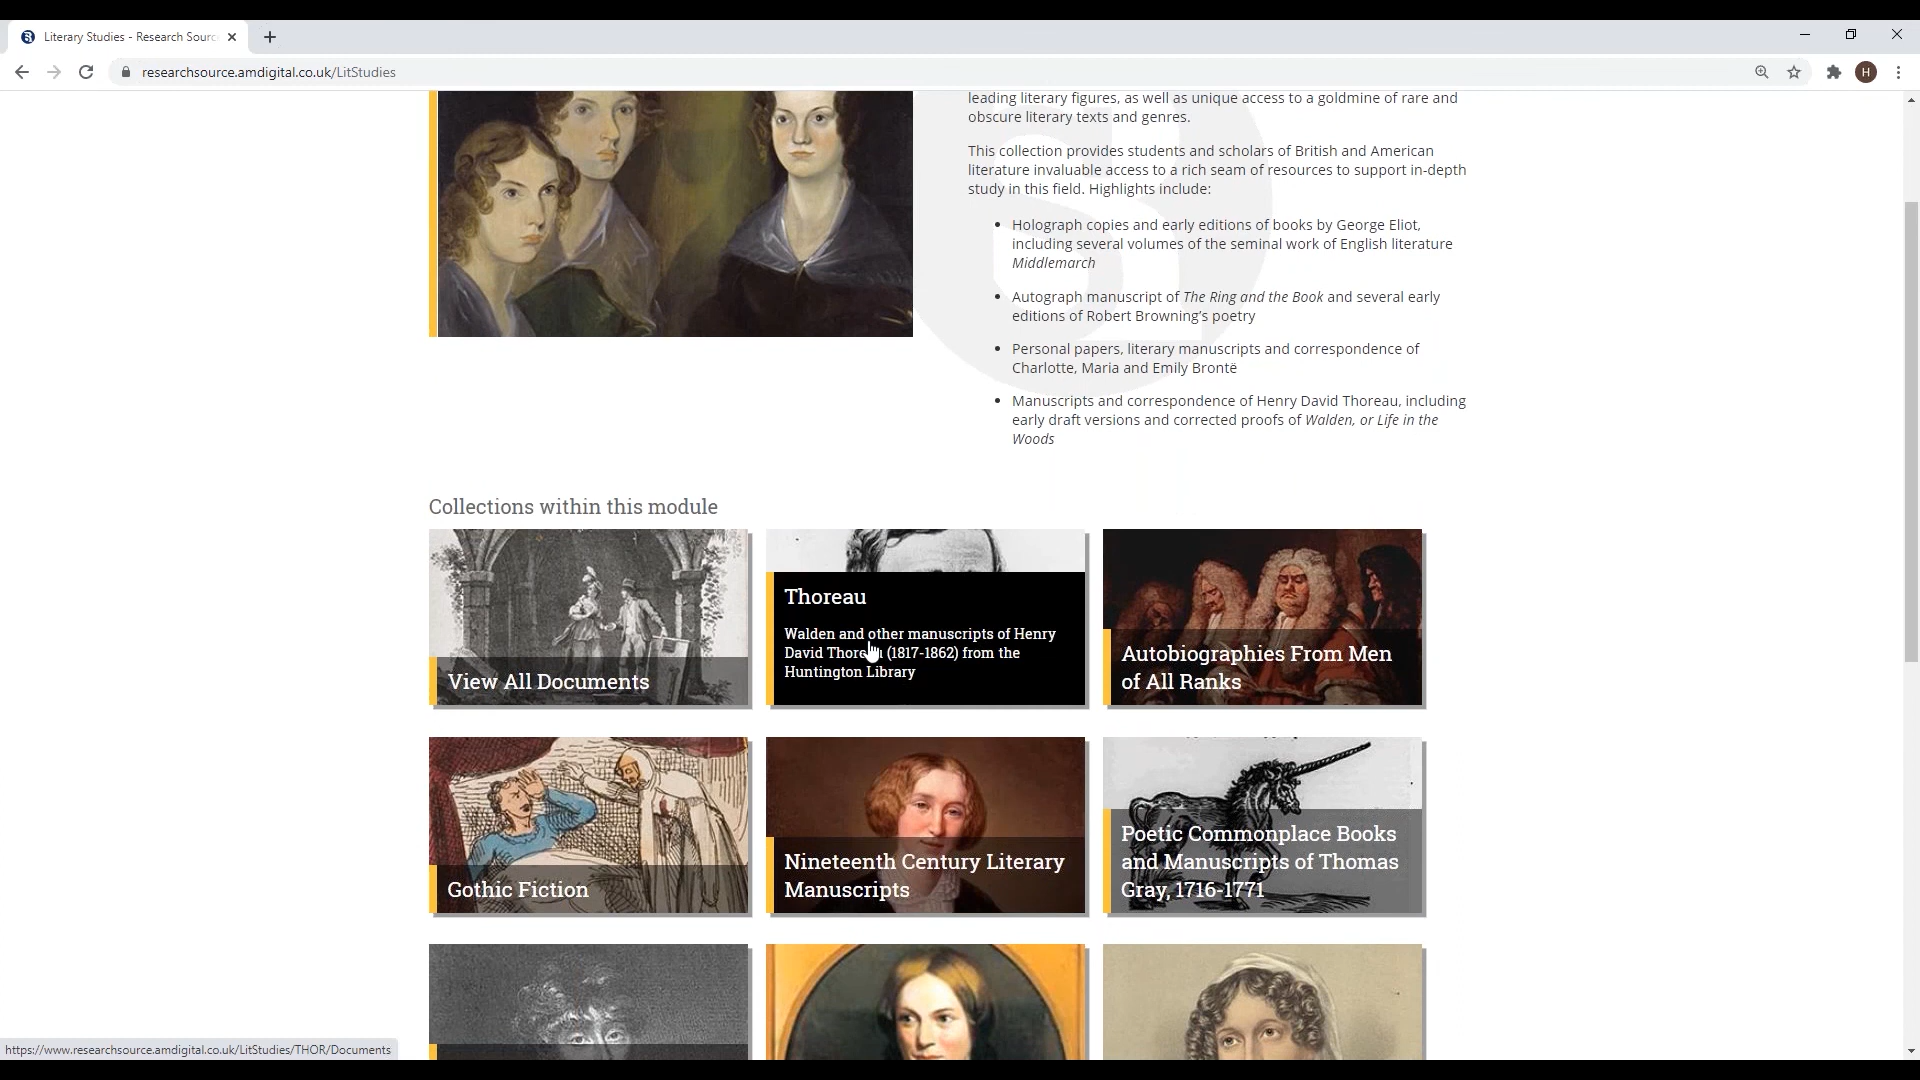 Literary Studies - Research Sourc
researchsource.amdigital.co.uk/LitStudies
H
leading literary figures, as well as unique access to a goldmine of rare and
obscure literary texts and genres.
This collection provides students and scholars of British and American
literature invaluable access to a rich seam of resources to support in-depth
study in this field. Highlights include:
Holograph copies and early editions of books by George Eliot,
including several volumes of the seminal work of English literature
Middlemarch
Autograph manuscript of The Ring and the Book and several early
editions of Robert Browning's poetry
Personal papers, literary manuscripts and correspondence of
Charlotte, Maria and Emily Brontë
Manuscripts and correspondence of Henry David Thoreau, including
early draft versions and corrected proofs of Walden, or Life in the
Woods
Collections within this module
View All Documents
Thoreau
Walden and other manuscripts of Henry
David Thoreau (1817-1862) from the
Huntington Library
Autobiographies From Men
of All Ranks
Gothic Fiction
Nineteenth Century Literary
Manuscripts
Poetic Commonplace Books
and Manuscripts of Thomas
Gray, 1716-1771
https://www.researchsource.amdigital.co.uk/LitStudies/THOR/Documents